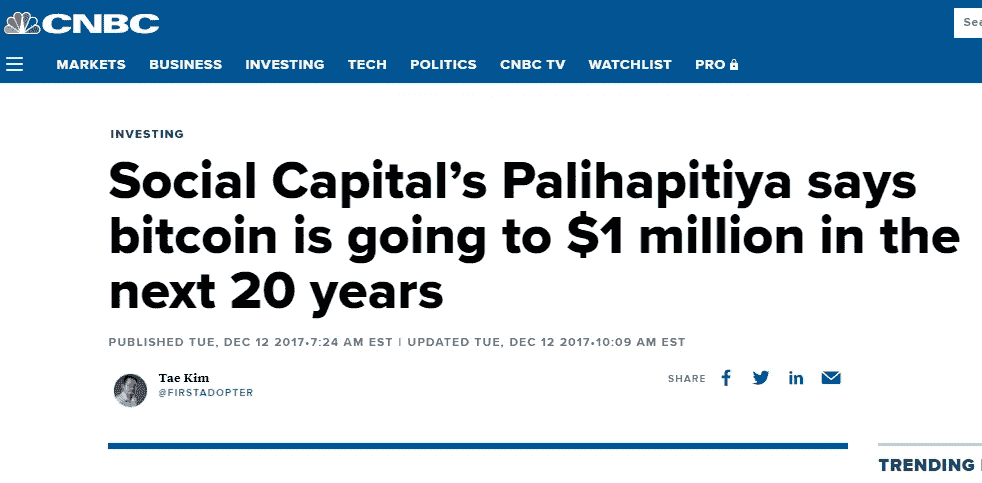 CNBC
Sea
MARKETS BUSINESS INVESTING TECH POLITICS CNBC TV WATCHLIST PRO
INVESTING
Social Capital’s Palihapitiya says
bitcoin is going to $1 million in the
next 20 years
PUBLISHED TUE, DEC 12 2017•7:24 AM EST | UPDATED TUE, DEC 12 2017•10:09 AM EST
Tae Kim
@FIRSTADOPTER
SHARE
TRENDING